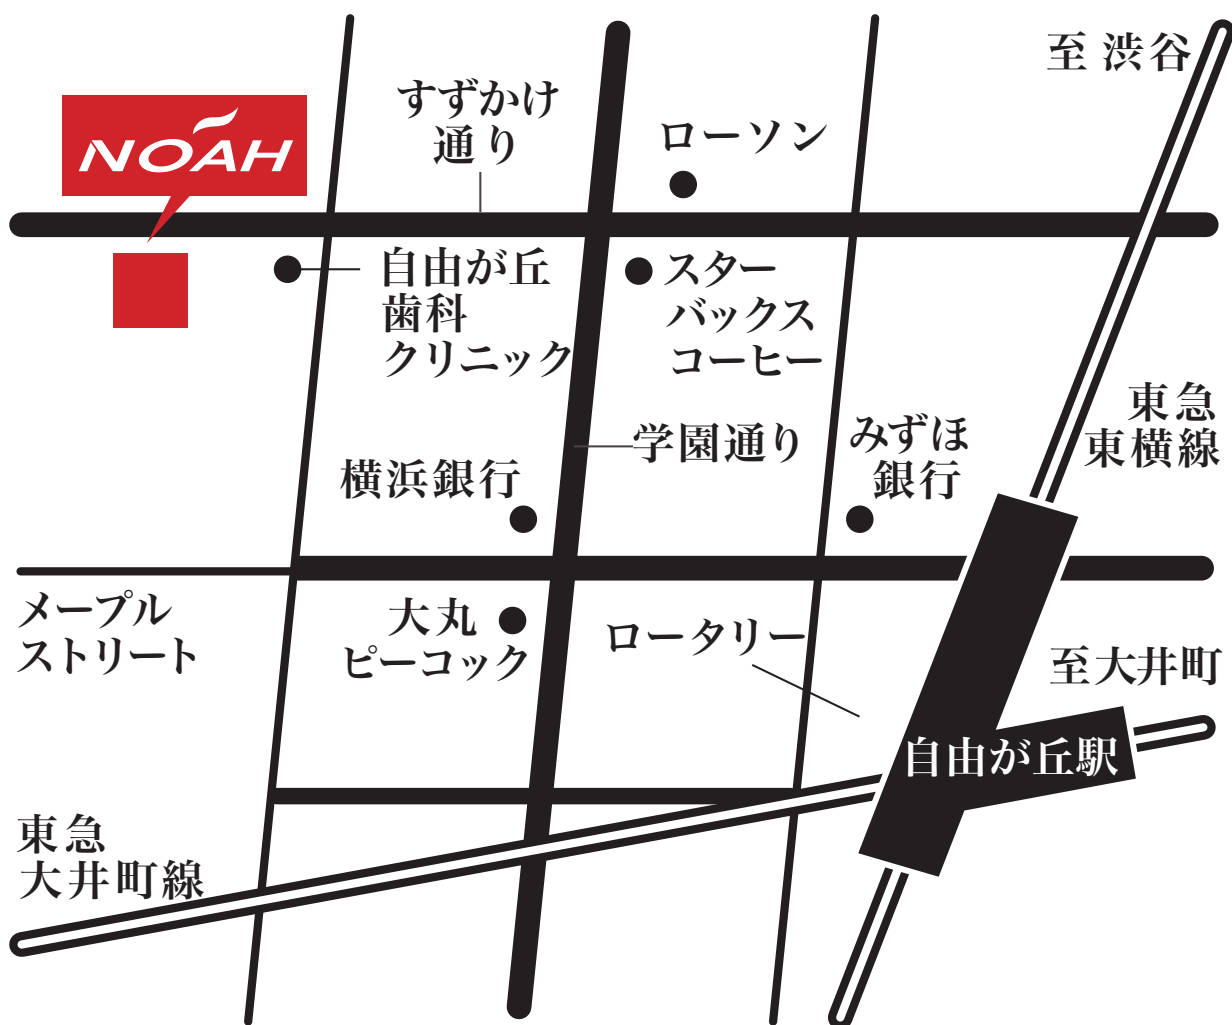 至 渋谷
すずかけ
通り
ローソン
NOAH
自由が丘
歯科
クリニック
スター
バックス
コーヒー
東急
東横線
学園通り
みずほ
銀行
横浜銀行
メープル
ストリート
大丸
ピーコック
ロータリー
至大井町
自由が丘駅
東急
大井町線